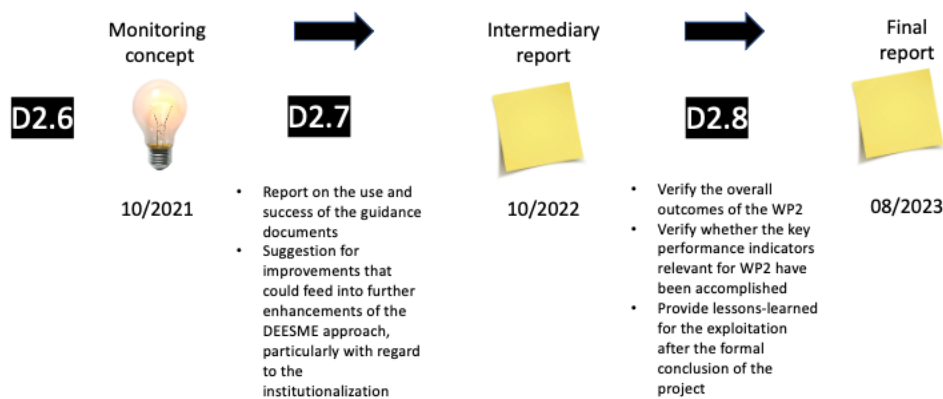 Monitoring
concept
Intermediary
report
Final
report
D2.6
D2.7
D2.8
10/2021
• Report on the use and
success of the guidance
documents
• Suggestion for
improvements that
could feed into further
enhancements of the
DEESME approach,
particularly with regard
to the
institutionalization
10/2022
• Verify the overall
outcomes of the WP2
• Verify whether the key
performance indicators
relevant for WP2 have
been accomplished
• Provide lessons-learned
for the exploitation
after the formal
conclusion of the
project
08/2023